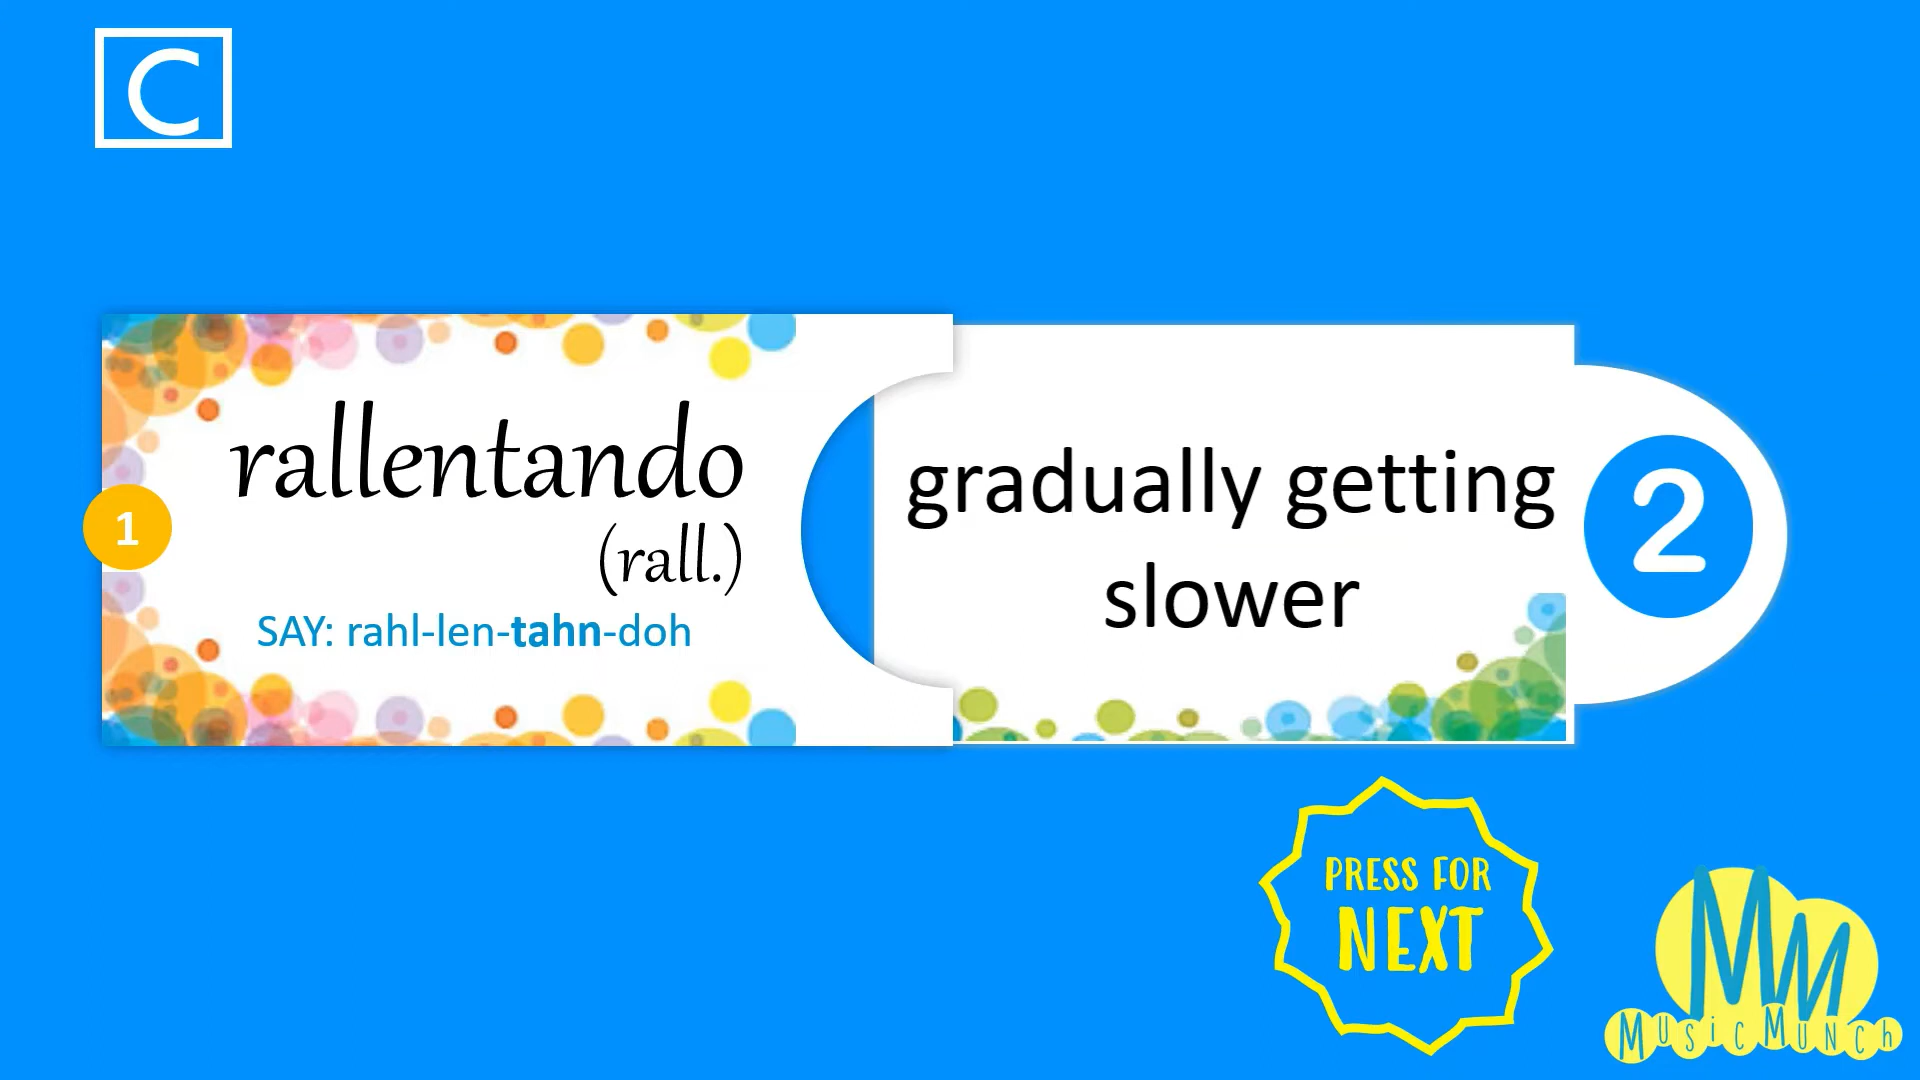 C
1
rallentando
(rall.)
SAY: rahl-len-tahn-doh
gradually getting
slower
2
PRESS FOR
NEXT
Mm
MUSiCMUNCh